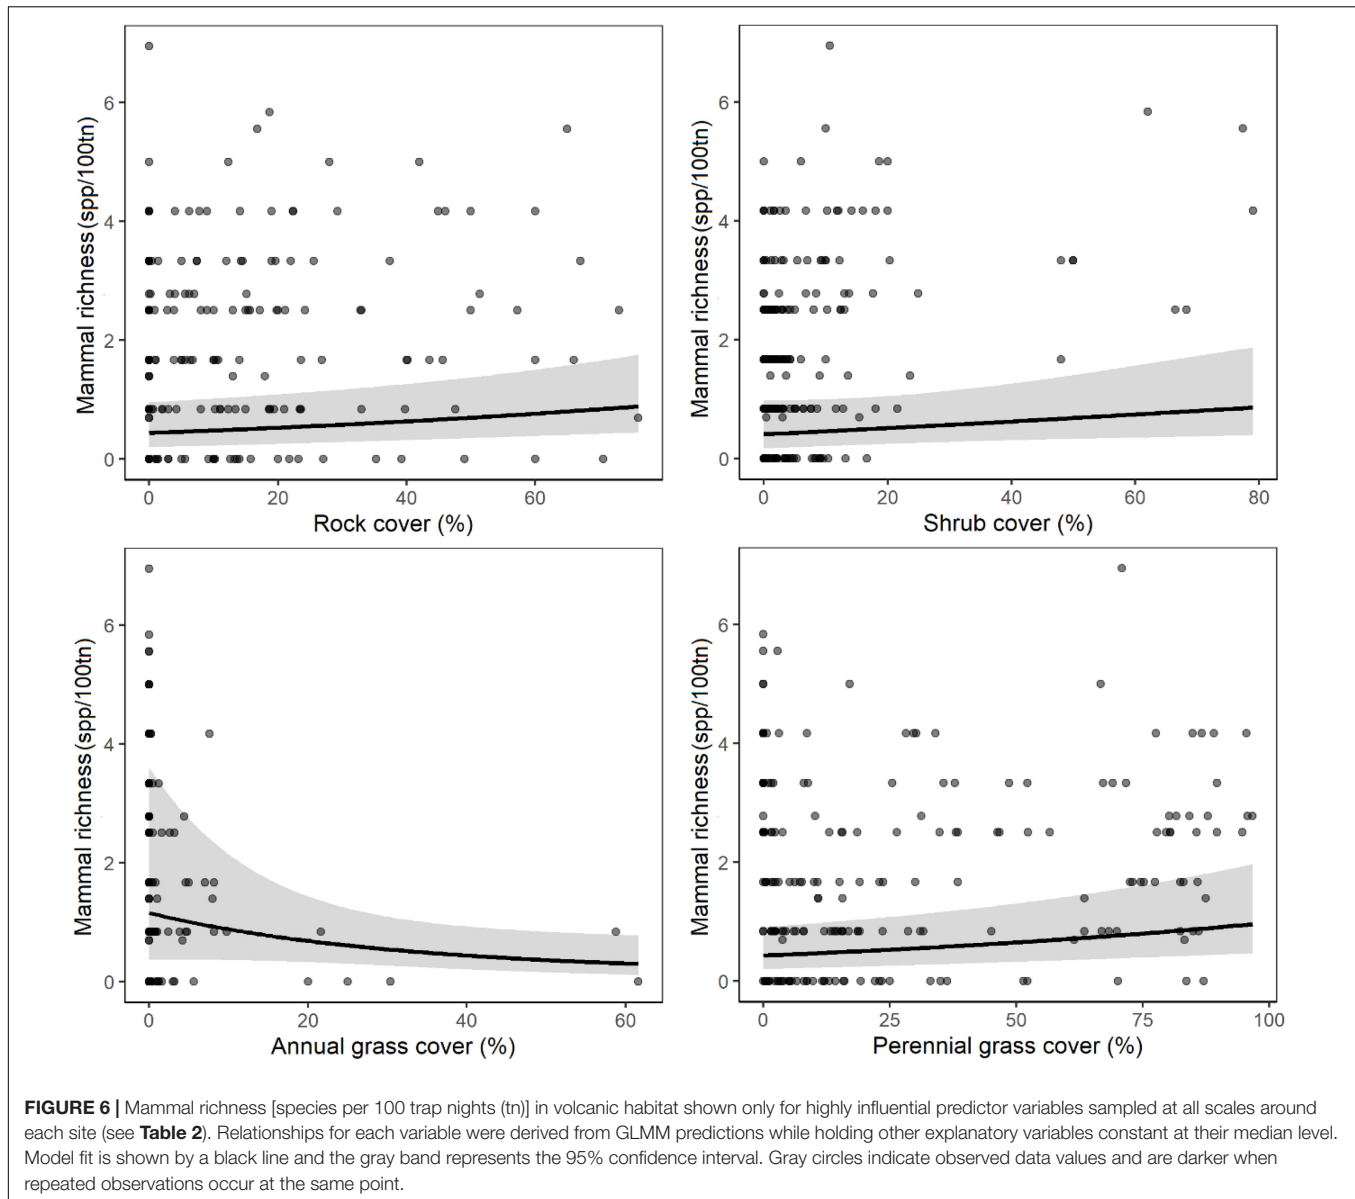 Mammal richness (spp/100tn)
6
4
2
0
0 20 40 60
Rock cover (%)
Mammal richness (spp/100tn)
6
4
2
0
0 20 40 60 80
Shrub cover (%)
Mammal richness (spp/100tn)
6
4
2
0
0 20 40 60
Annual grass cover (%)
Mammal richness (spp/100tn)
6
4
2
0
0 25 50 75 100
Perennial grass cover (%)
FIGURE 6 | Mammal richness [species per 100 trap nights (tn)] in volcanic habitat shown only for highly influential predictor variables sampled at all scales around
each site (see Table 2). Relationships for each variable were derived from GLMM predictions while holding other explanatory variables constant at their median level.
Model fit is shown by a black line and the gray band represents the 95% confidence interval. Gray circles indicate observed data values and are darker when
repeated observations occur at the same point.